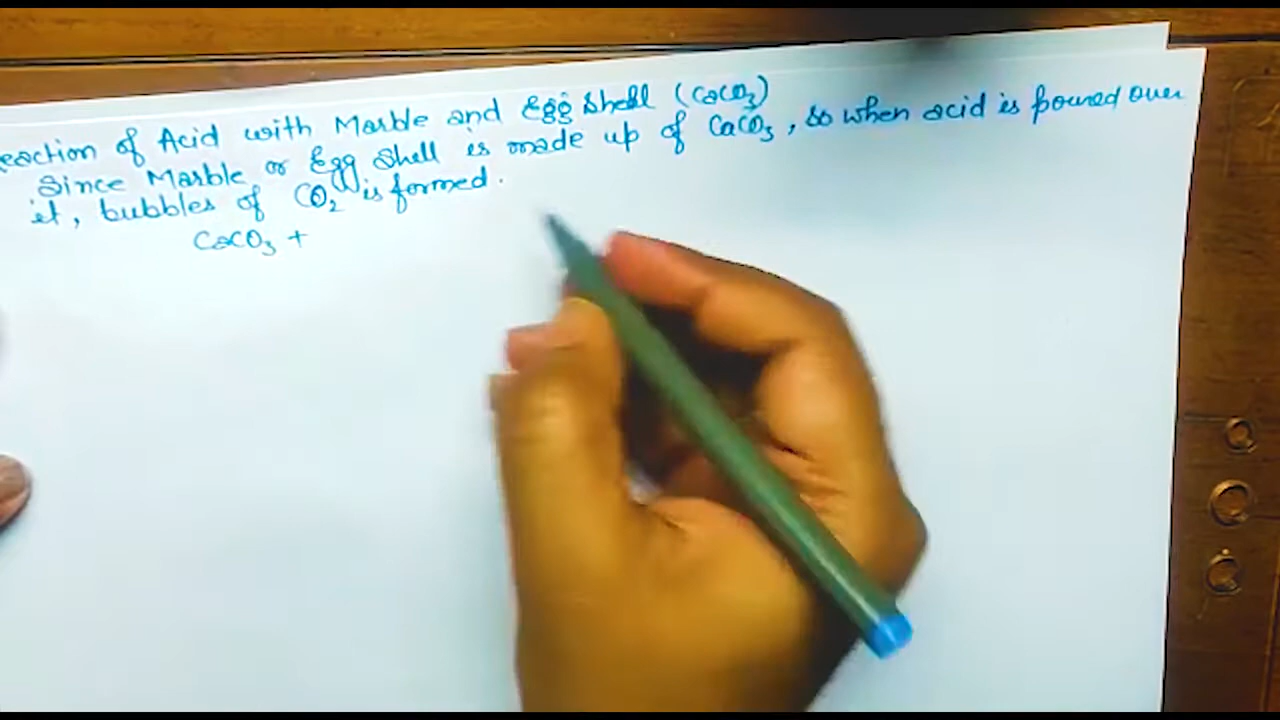 eaction of Acid with Marble and Egg Shell (CaCO₃)
Since Marble or Egg Shell is made up of CaCO₃, so when acid is poured over
it, bubbles of CO₂ is formed.
CaCO₃ +